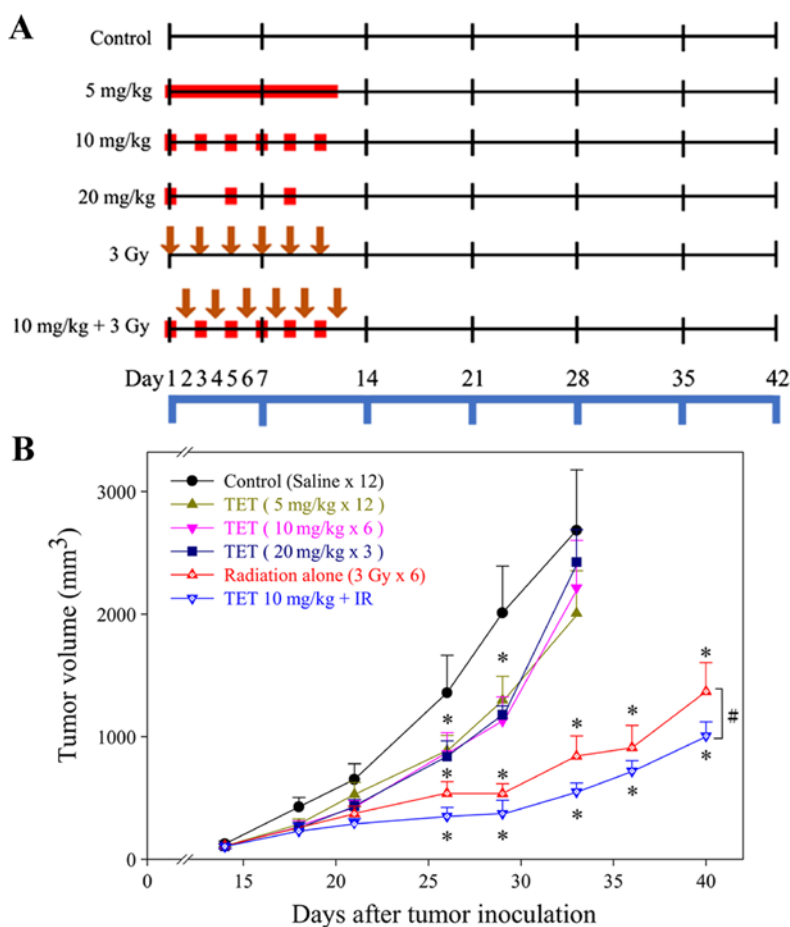 A
Control
5 mg/kg
10 mg/kg
20 mg/kg
3 Gy
10 mg/kg + 3 Gy
Day 1 2 3 4 5 6 7 14 21 28 35 42
B
Control (Saline x 12)
TET ( 5 mg/kg x 12 )
TET ( 10 mg/kg x 6 )
TET ( 20 mg/kg x 3 )
Radiation alone (3 Gy x 6)
TET 10 mg/kg + IR
Tumor volume (mm³)
3000
2000
1000
0
* * * * * * * *
* * * * *
#
0 15 20 25 30 35 40
Days after tumor inoculation